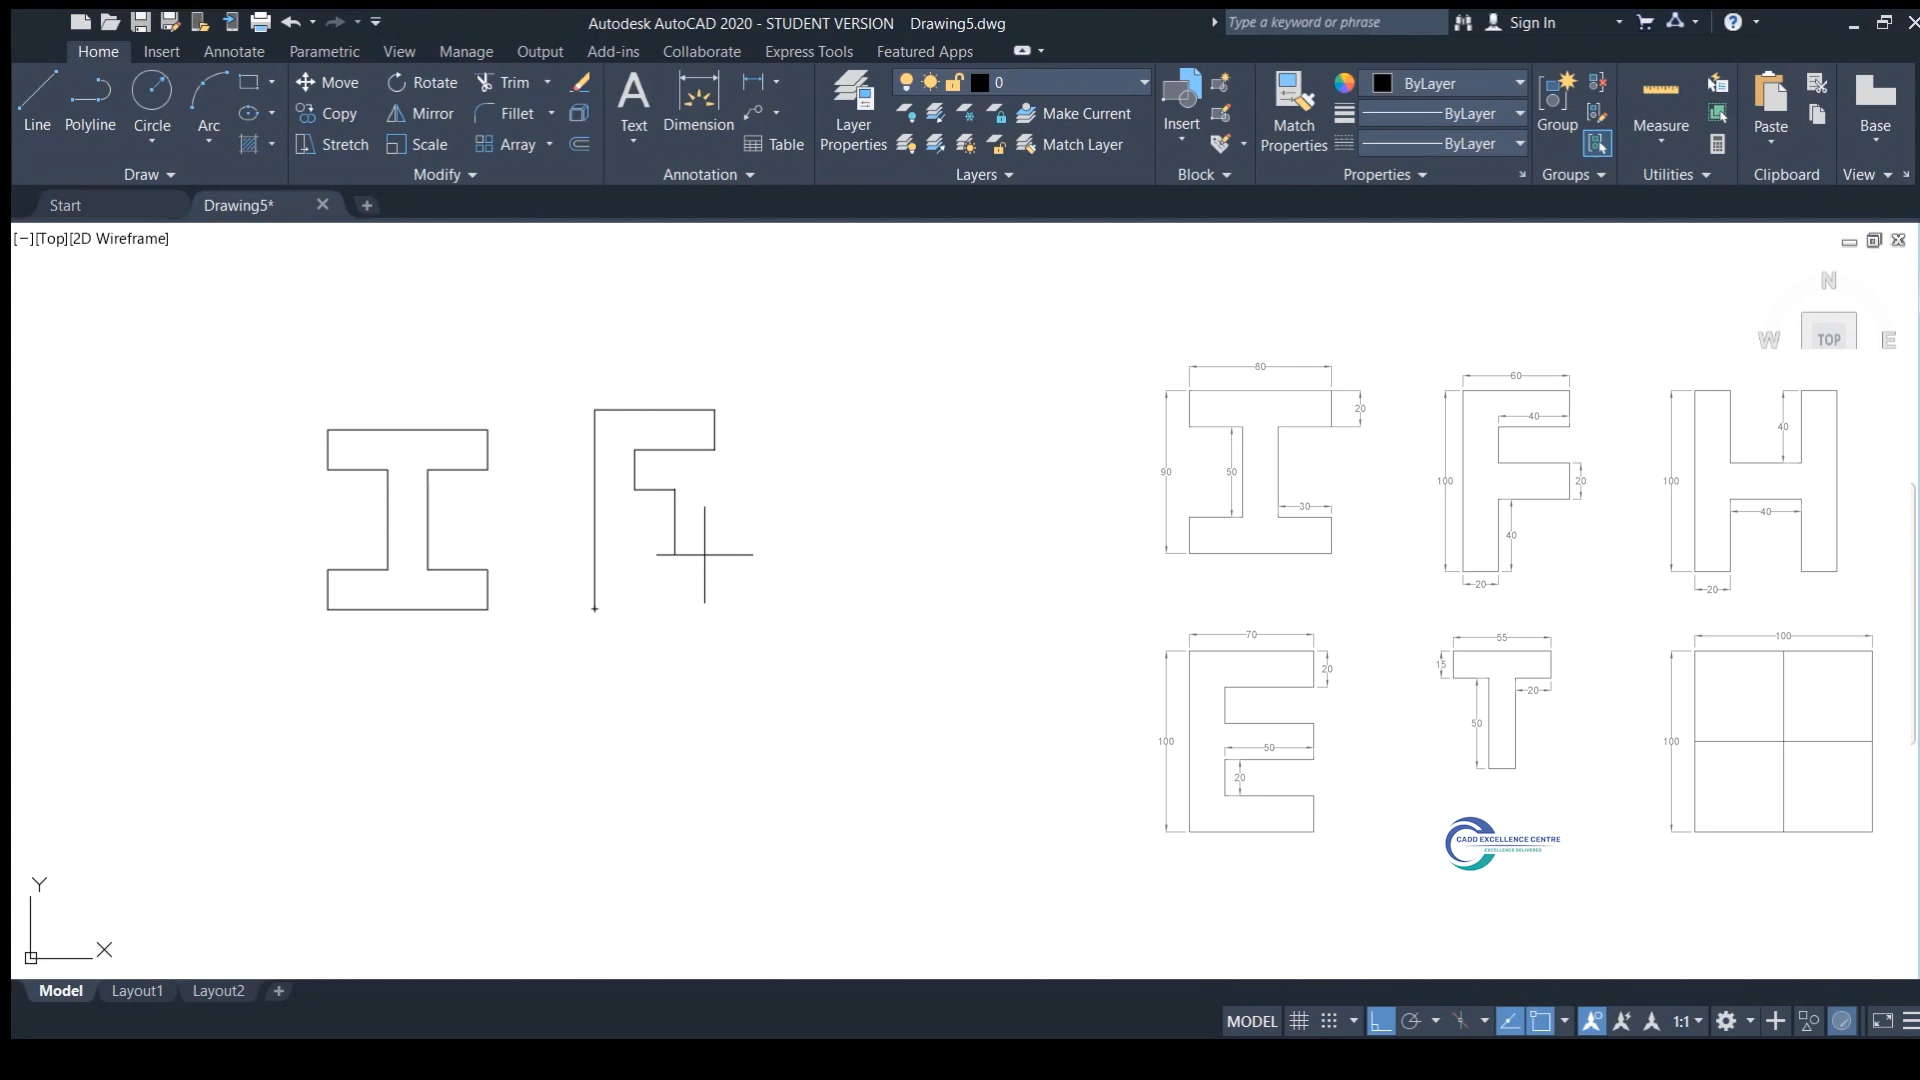 Autodesk AutoCAD 2020 - STUDENT VERSION Drawing5.dwg
Type a keyword or phrase
Sign In
Home Insert Annotate Parametric View Manage Output Add-ins Collaborate Express Tools Featured Apps
Line Polyline Circle Arc
Move Rotate Trim
Copy Mirror Fillet
Stretch Scale Array
Text Dimension Table
Layer Properties
0
Make Current
Match Layer
Insert
Match Properties
ByLayer
ByLayer
ByLayer
Group
Measure
Paste
Base
Draw Modify Annotation Layers Block Properties Groups Utilities Clipboard View
Start Drawing5*
[−][Top][2D Wireframe]
N
W TOP E
80
20
90
50
30
60
40
100
20
40
20
100
40
40
20
70
20
100
50
20
55
15
20
50
100
100
CADD EXCELLENCE CENTRE
EXCELLENCE DELIVERED
Y
X
Model Layout1 Layout2
MODEL 1:1